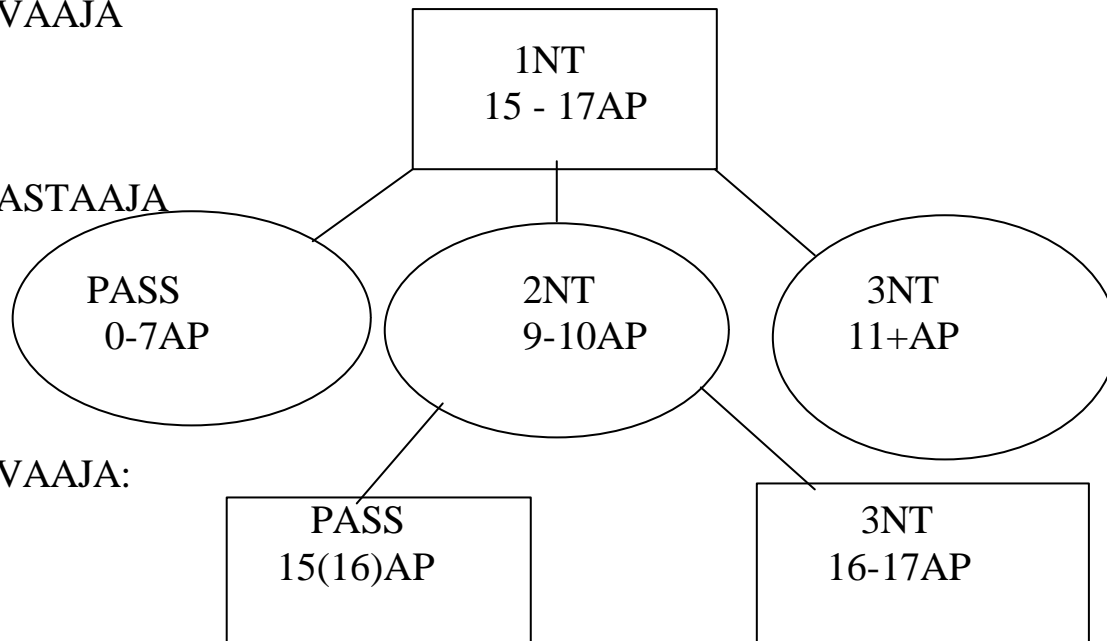 VAAJA
1NT
15 - 17AP
ASTAAJA
PASS
0-7AP
2NT
9-10AP
3NT
11+AP
VAAJA:
PASS
15(16)AP
3NT
16-17AP